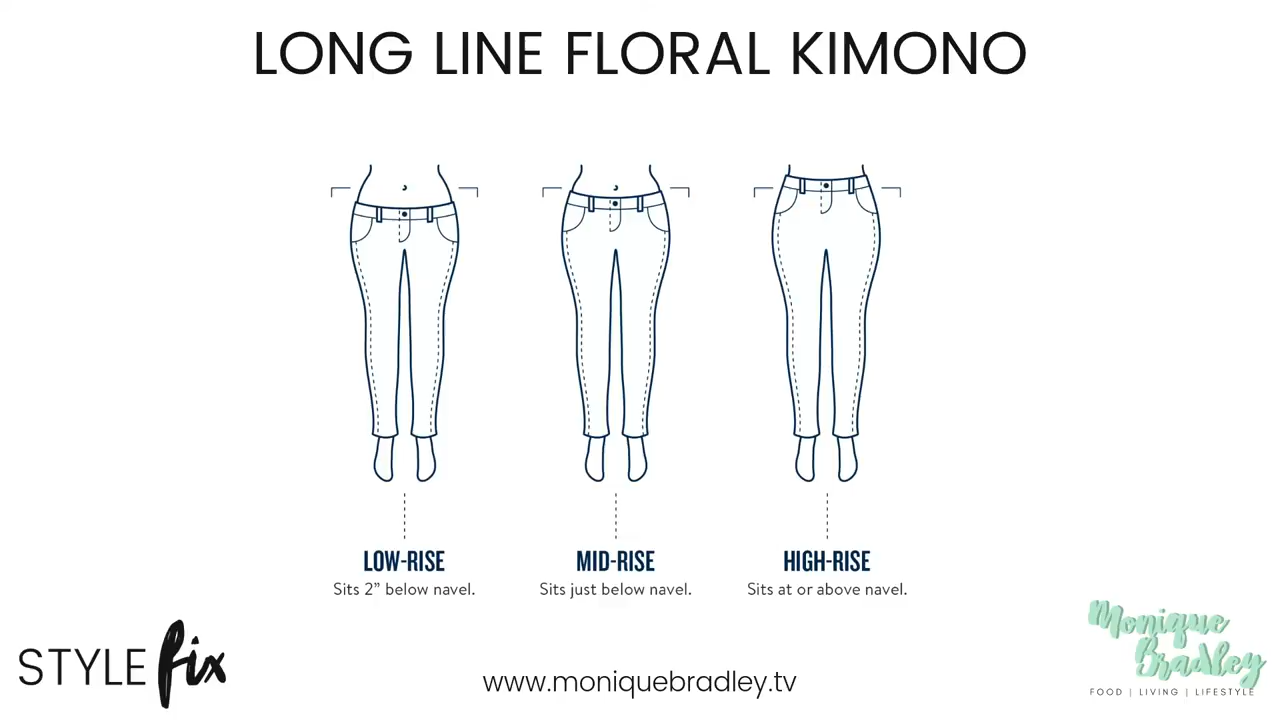 LONG LINE FLORAL KIMONO
LOW-RISE
Sits 2” below navel.
MID-RISE
Sits just below navel.
HIGH-RISE
Sits at or above navel.
STYLE fix
www.moniquebradley.tv
Monique
Bradley
FOOD | LIVING | LIFESTYLE